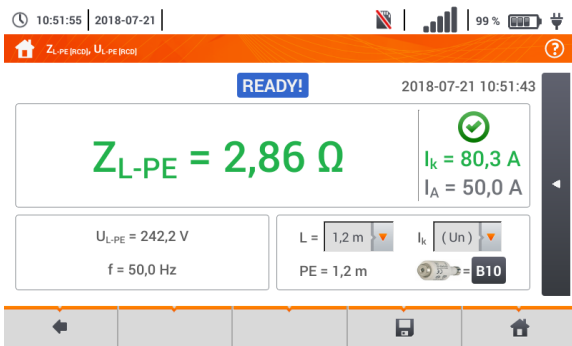 10:51:55 2018-07-21 99 %
ZL-PE [RCD], UL-PE [RCD] ?
READY! 2018-07-21 10:51:43
ZL-PE = 2,86 Ω
Ik = 80,3 A
IA = 50,0 A
UL-PE = 242,2 V
f = 50,0 Hz
L = 1,2 m Ik (Un)
PE = 1,2 m = B10